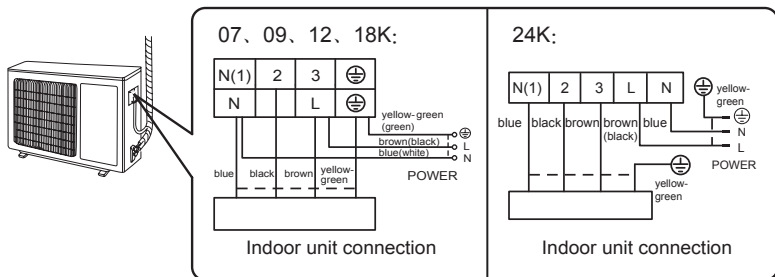 07、09、12、18K:
N(1) 2 3
N L
yellow-green
(green)
brown(black) L
blue(white) N
POWER
blue black brown yellow-
green
Indoor unit connection
24K:
N(1) 2 3 L N
yellow-
green
blue black brown brown
(black) blue
N
L
POWER
yellow-
green
Indoor unit connection